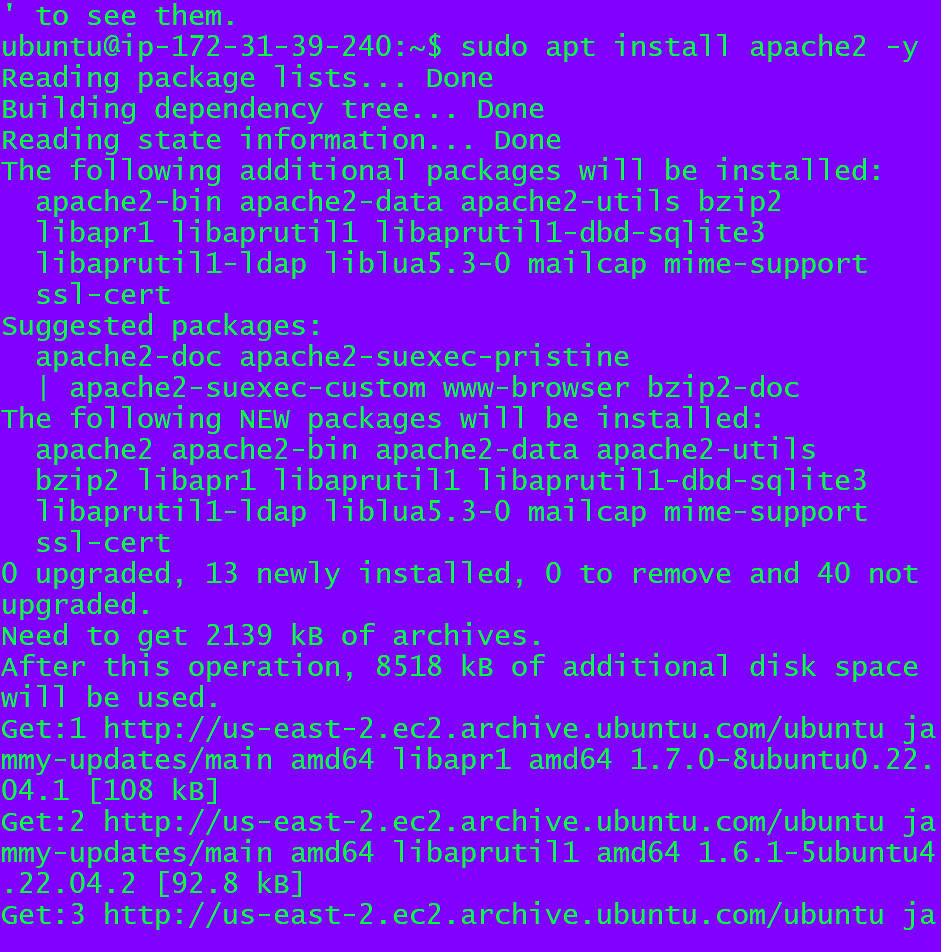 ' to see them.
ubuntu@ip-172-31-39-240:~$ sudo apt install apache2 -y
Reading package lists... Done
Building dependency tree... Done
Reading state information... Done
The following additional packages will be installed:
  apache2-bin apache2-data apache2-utils bzip2
  libapr1 libaprutil1 libaprutil1-dbd-sqlite3
  libaprutil1-ldap liblua5.3-0 mailcap mime-support
  ssl-cert
Suggested packages:
  apache2-doc apache2-suexec-pristine
  | apache2-suexec-custom www-browser bzip2-doc
The following NEW packages will be installed:
  apache2 apache2-bin apache2-data apache2-utils
  bzip2 libapr1 libaprutil1 libaprutil1-dbd-sqlite3
  libaprutil1-ldap liblua5.3-0 mailcap mime-support
  ssl-cert
0 upgraded, 13 newly installed, 0 to remove and 40 not
upgraded.
Need to get 2139 kB of archives.
After this operation, 8518 kB of additional disk space
will be used.
Get:1 http://us-east-2.ec2.archive.ubuntu.com/ubuntu ja
mmy-updates/main amd64 libapr1 amd64 1.7.0-8ubuntu0.22.
04.1 [108 kB]
Get:2 http://us-east-2.ec2.archive.ubuntu.com/ubuntu ja
mmy-updates/main amd64 libaprutil1 amd64 1.6.1-5ubuntu4
.22.04.2 [92.8 kB]
Get:3 http://us-east-2.ec2.archive.ubuntu.com/ubuntu ja